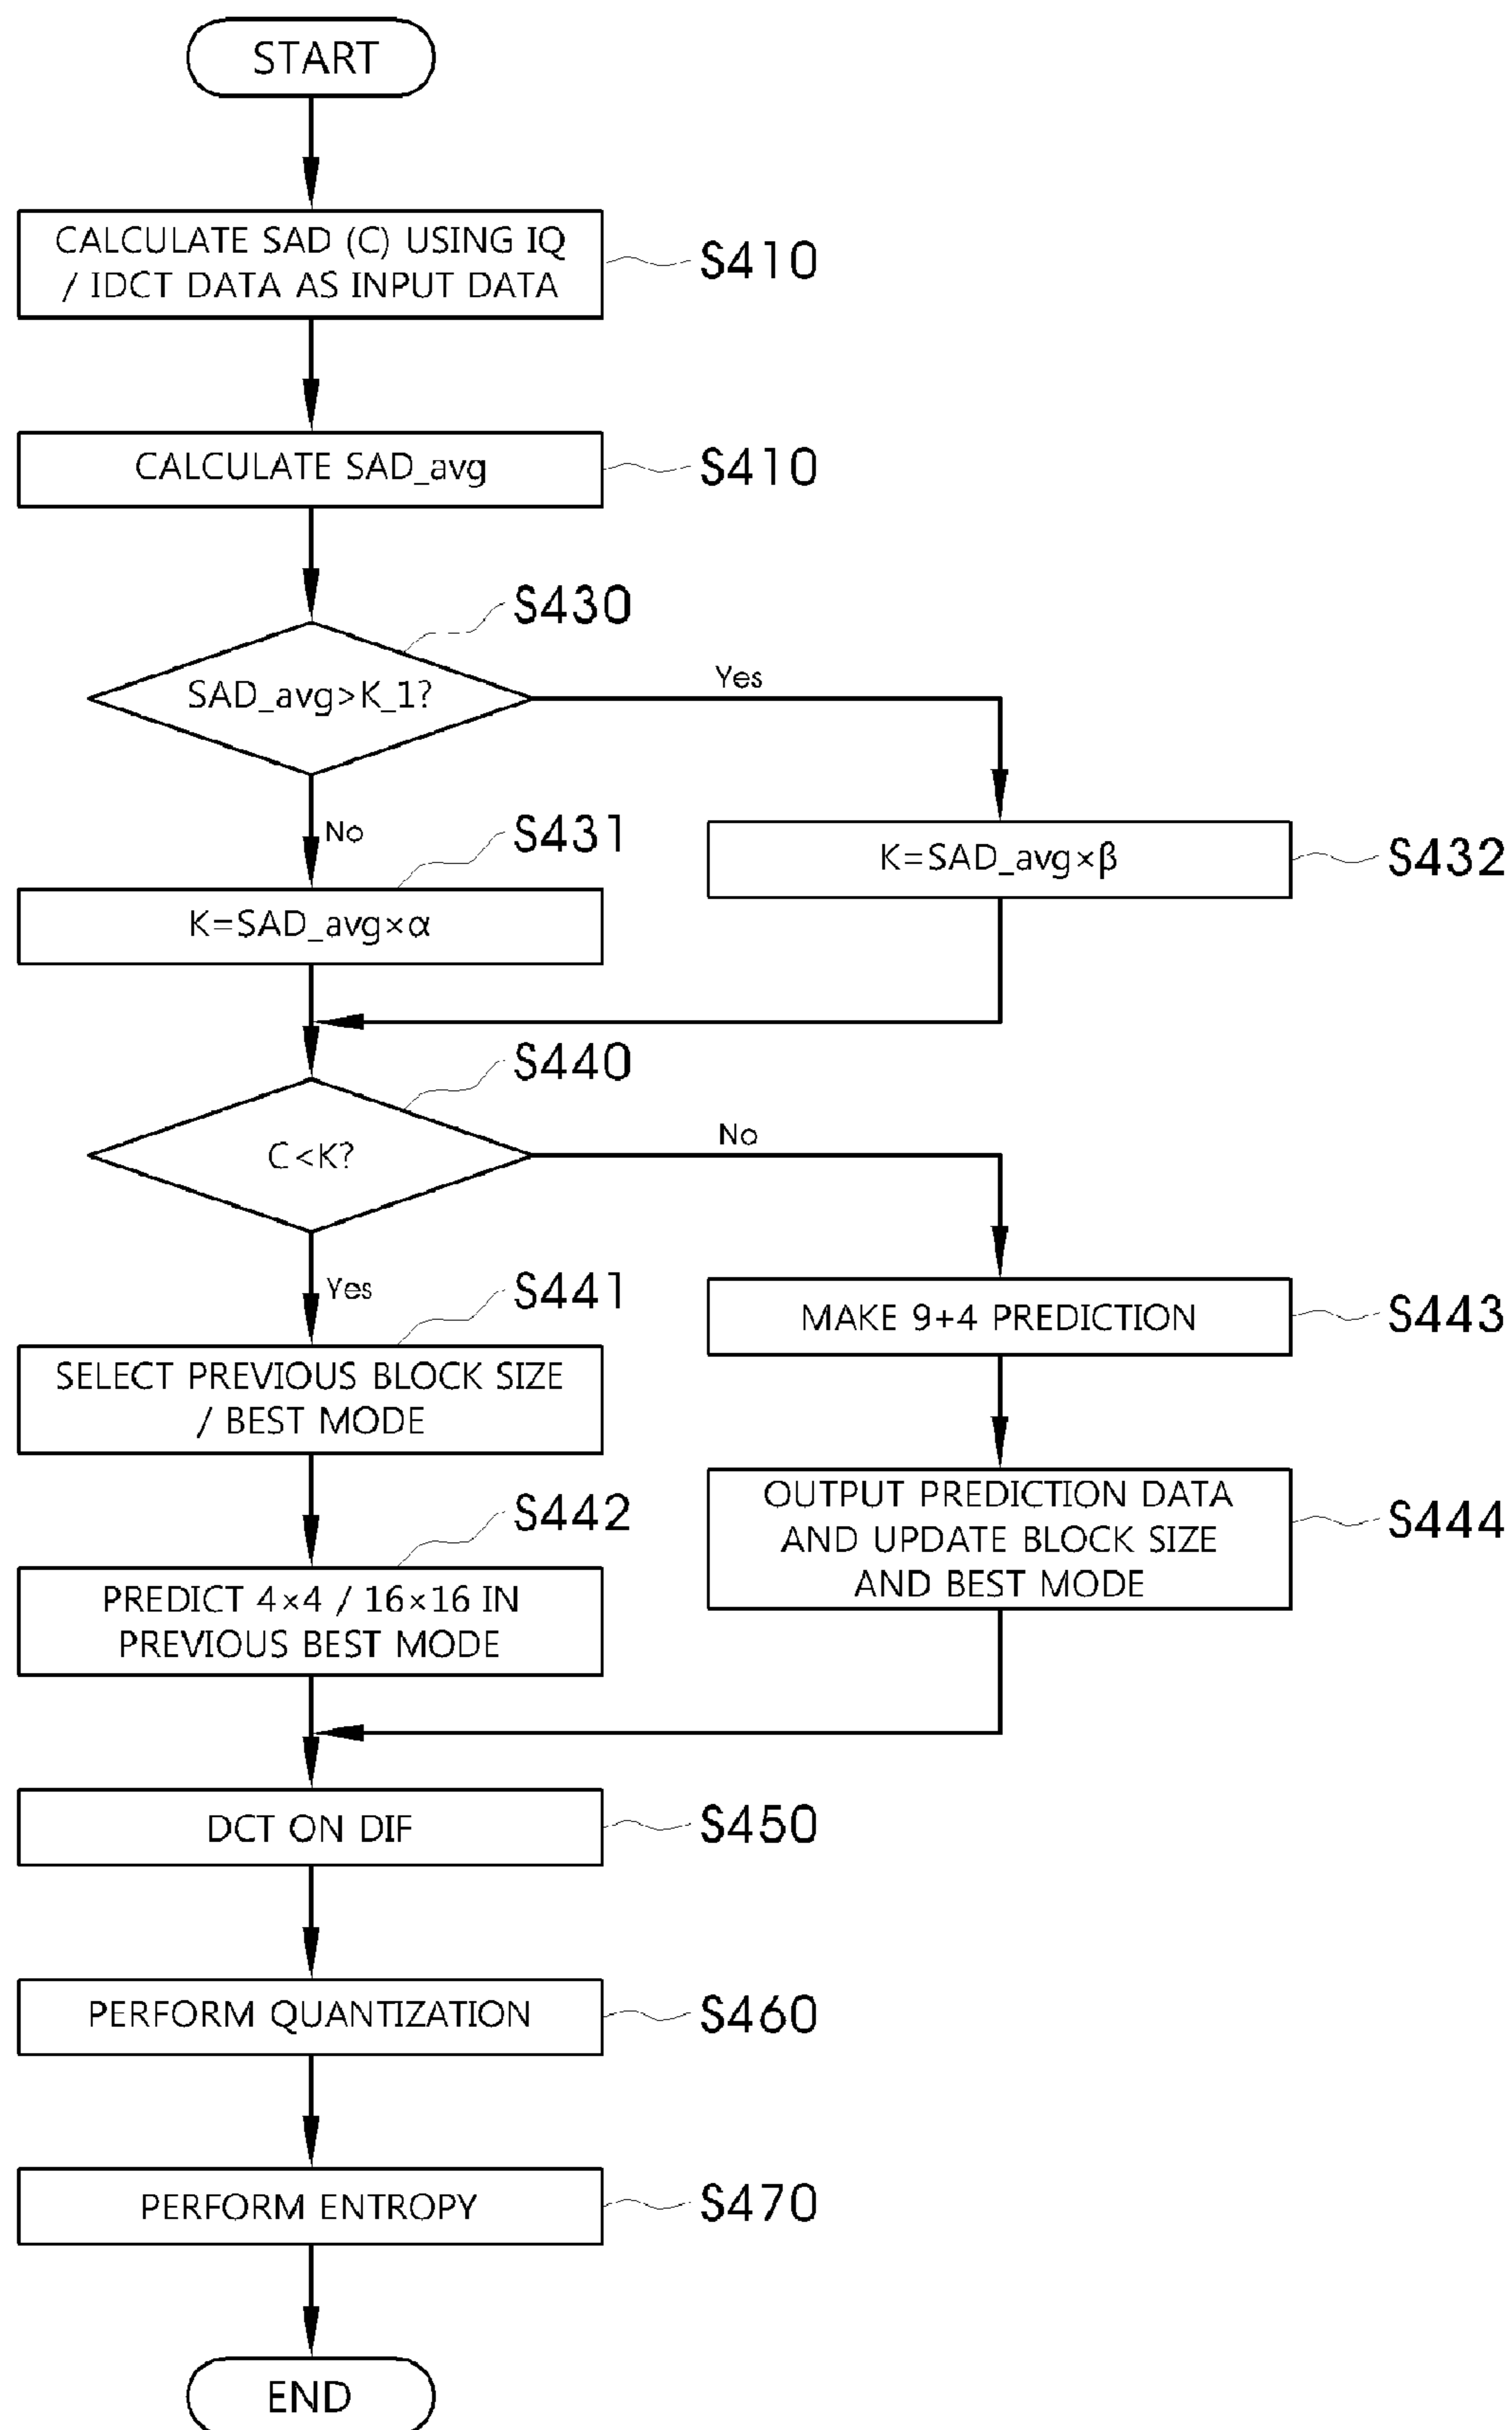 START
CALCULATE SAD (C) USING IQ
/ IDCT DATA AS INPUT DATA
S410
CALCULATE SAD_avg
S410
S430
SAD_avg>K_1?
Yes
No
S431
K=SAD_avg×α
K=SAD_avg×β
S432
S440
C<K?
No
Yes
S441
SELECT PREVIOUS BLOCK SIZE
/ BEST MODE
MAKE 9+4 PREDICTION
S443
S442
PREDICT 4×4 / 16×16 IN
PREVIOUS BEST MODE
OUTPUT PREDICTION DATA
AND UPDATE BLOCK SIZE
AND BEST MODE
S444
DCT ON DIF
S450
PERFORM QUANTIZATION
S460
PERFORM ENTROPY
S470
END